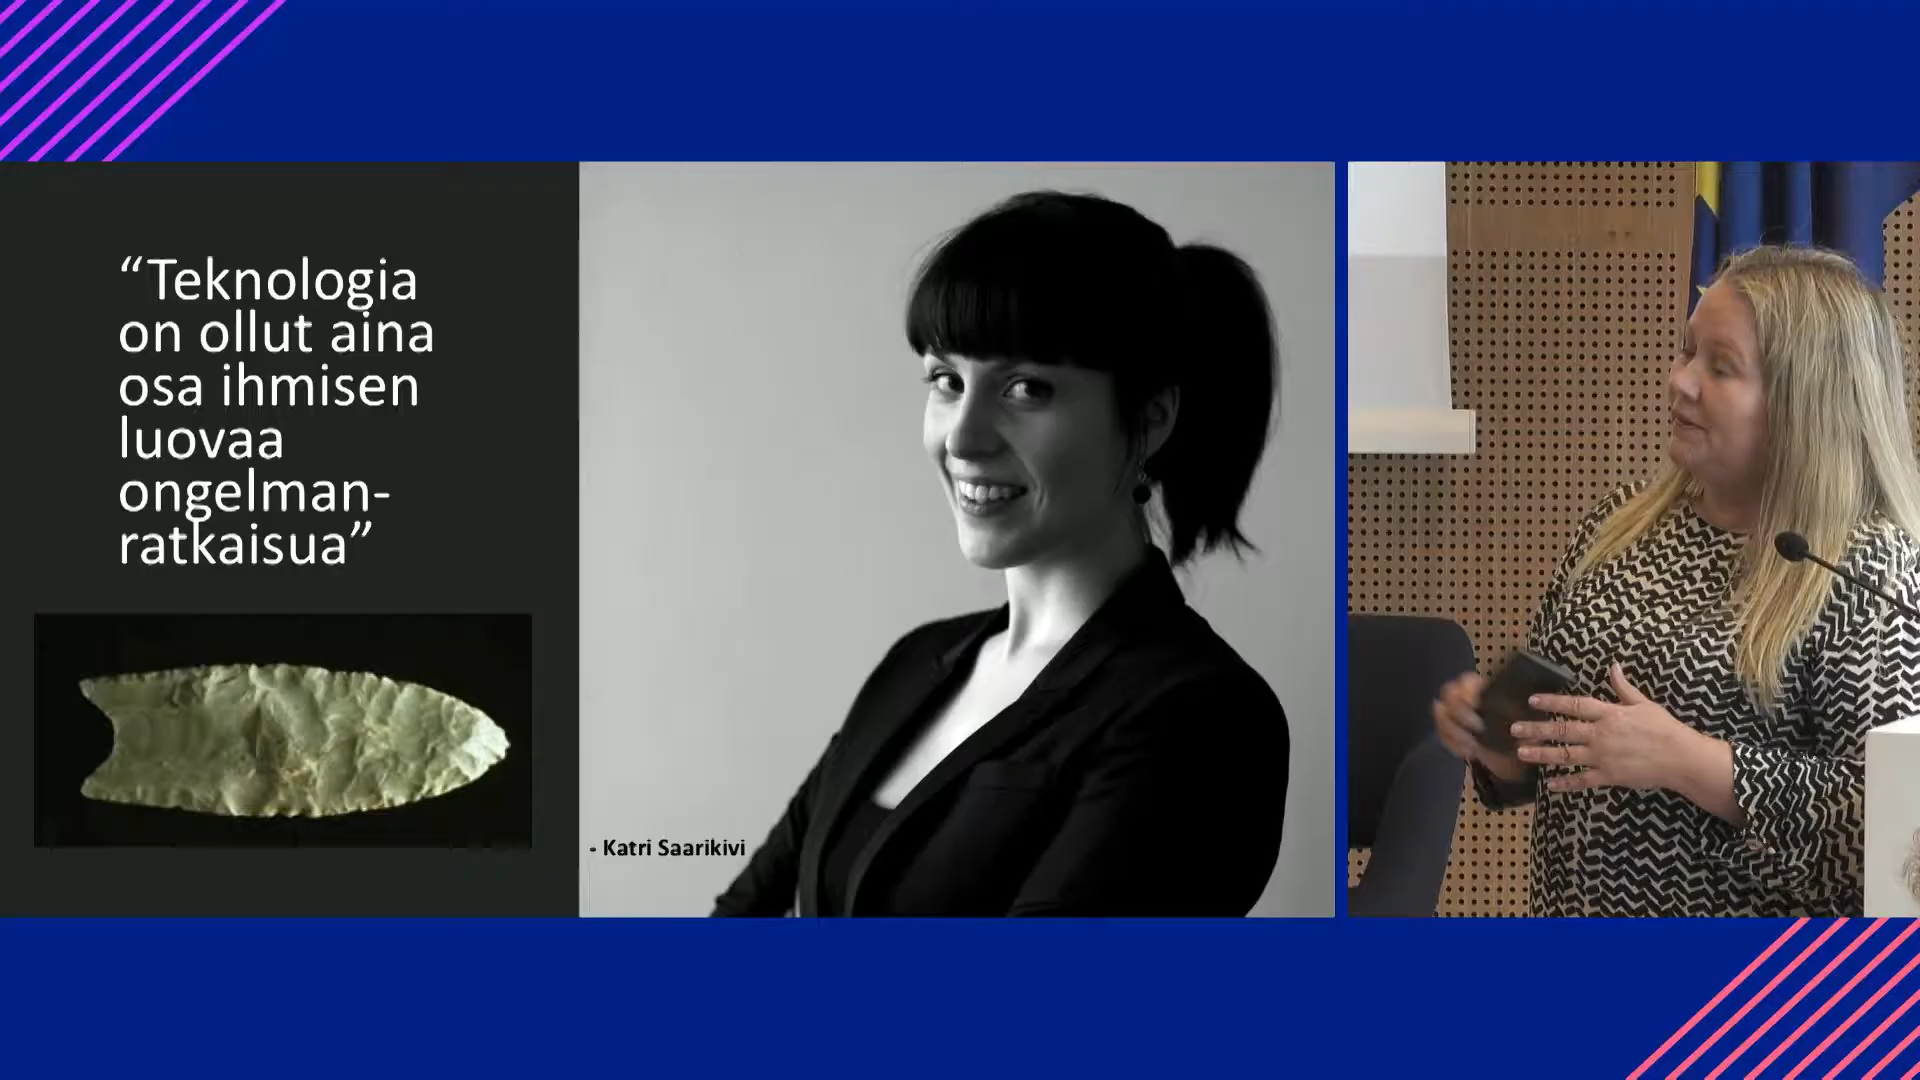 “Teknologia
on ollut aina
osa ihmisen
luovaa
ongelman-
ratkaisua”
- Katri Saarikivi